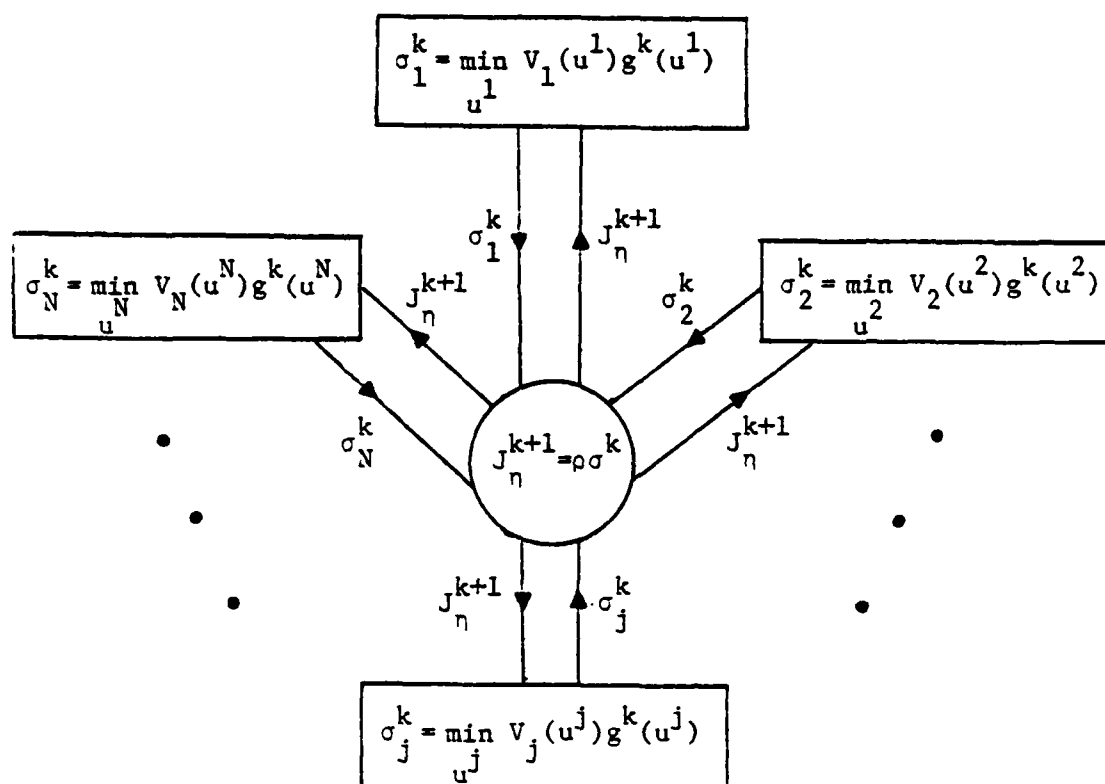 σ_1^k = min_{u^1} V_1(u^1)g^k(u^1)
σ_1^k
J_η^{k+1}
σ_N^k = min_{u^N} V_N(u^N)g^k(u^N)
J_η^{k+1}
σ_2^k
σ_2^k = min_{u^2} V_2(u^2)g^k(u^2)
σ_N^k
J_η^{k+1} = ρσ^k
J_η^{k+1}
J_η^{k+1}
σ_j^k
σ_j^k = min_{u^j} V_j(u^j)g^k(u^j)